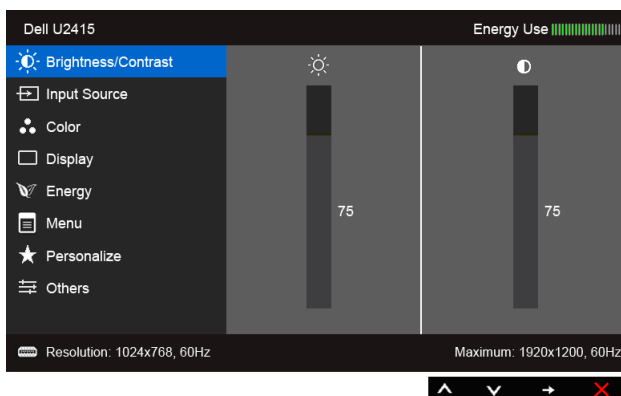 Dell U2415 Energy Use
Brightness/Contrast
Input Source
Color
Display
Energy
75 75
Menu
Personalize
Others
Resolution: 1024x768, 60Hz Maximum: 1920x1200, 60Hz